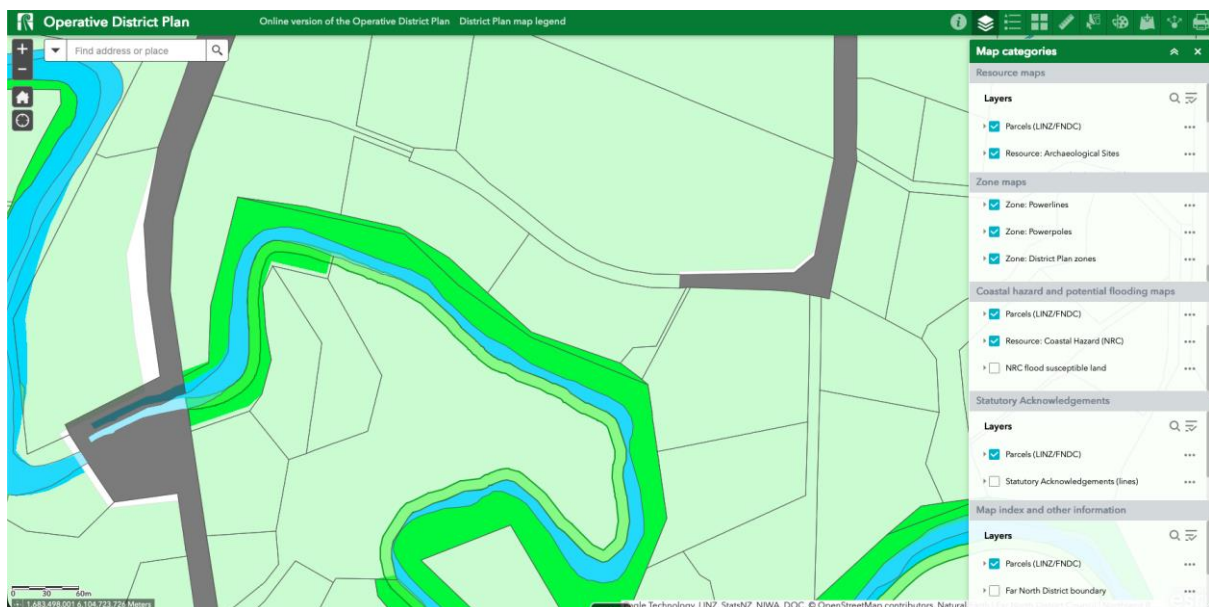 Operative District Plan
Online version of the Operative District Plan District Plan map legend
Find address or place
Map categories
Resource maps
Layers
Parcels (LINZ/FNDC)
Resource: Archaeological Sites
Zone maps
Zone: Powerlines
Zone: Powerpoles
Zone: District Plan zones
Coastal hazard and potential flooding maps
Parcels (LINZ/FNDC)
Resource: Coastal Hazard (NRC)
NRC flood susceptible land
Statutory Acknowledgements
Layers
Parcels (LINZ/FNDC)
Statutory Acknowledgements (lines)
Map index and other information
Layers
Parcels (LINZ/FNDC)
Far North District boundary
0 30 60m
1,683,498.001 6,104,723.726 Meters
Technology, LINZ, StatsNZ, NIWA, DOC, © OpenStreetMap contributors, Natural